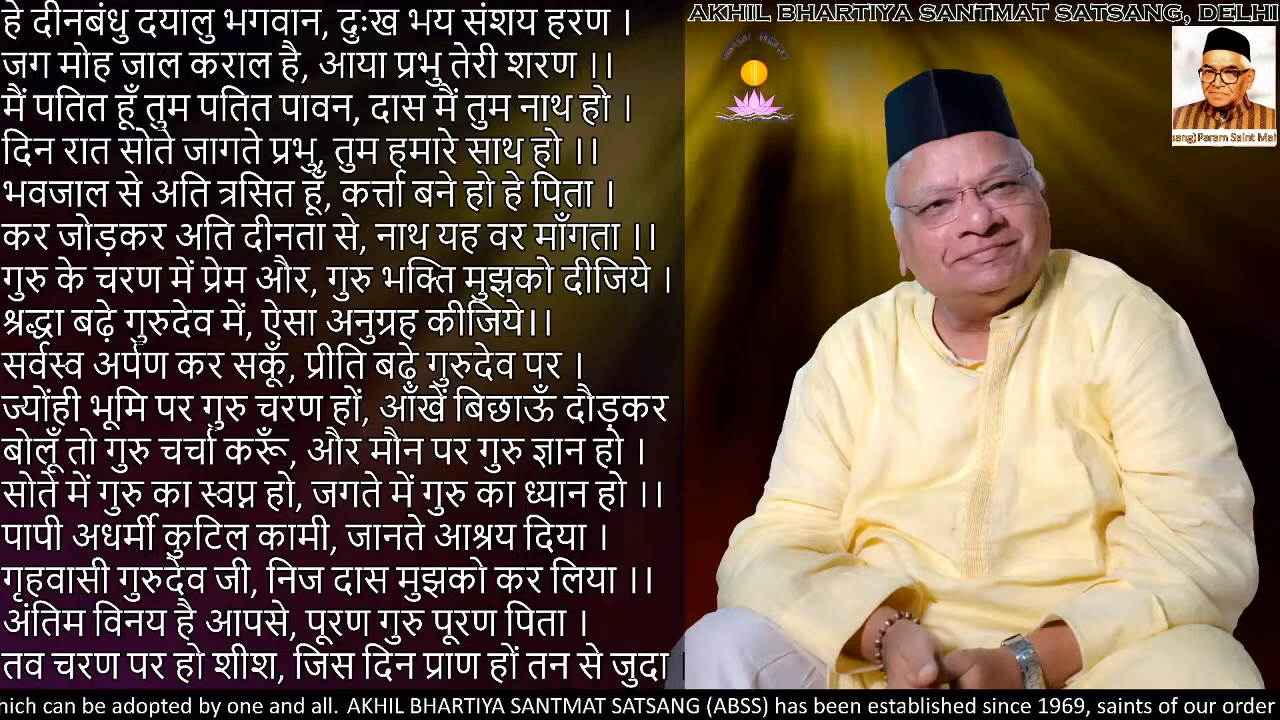 हे दीनबंधु दयालु भगवान, दुःख भय संशय हरण ।
जग मोह जाल कराल है, आया प्रभु तेरी शरण ।।
मैं पतित हूँ तुम पतित पावन, दास मैं तुम नाथ हो ।
दिन रात सोते जागते प्रभु, तुम हमारे साथ हो ।।
भवजाल से अति त्रसित हूँ, कर्त्ता बने हो हे पिता ।
कर जोड़कर अति दीनता से, नाथ यह वर माँगता ।।
गुरु के चरण में प्रेम और, गुरु भक्ति मुझको दीजिये ।
श्रद्धा बढ़े गुरुदेव में, ऐसा अनुग्रह कीजिये।।
सर्वस्व अर्पण कर सकूँ, प्रीति बढ़े गुरुदेव पर ।
ज्योंही भूमि पर गुरु चरण हों, आँखें बिछाऊँ दौड़कर
बोलूँ तो गुरु चर्चा करूँ, और मौन पर गुरु ज्ञान हो ।
सोते में गुरु का स्वप्न हो, जगते में गुरु का ध्यान हो ।।
पापी अधर्मी कुटिल कामी, जानते आश्रय दिया ।
गृहवासी गुरुदेव जी, निज दास मुझको कर लिया ।।
अंतिम विनय है आपसे, पूरण गुरु पूरण पिता ।
तव चरण पर हो शीश, जिस दिन प्राण हों तन से जुदा ।
AKHIL BHARTIYA SANTMAT SATSANG, DELHI
sang) Param Saint Mah
hich can be adopted by one and all. AKHIL BHARTIYA SANTMAT SATSANG (ABSS) has been established since 1969, saints of our order